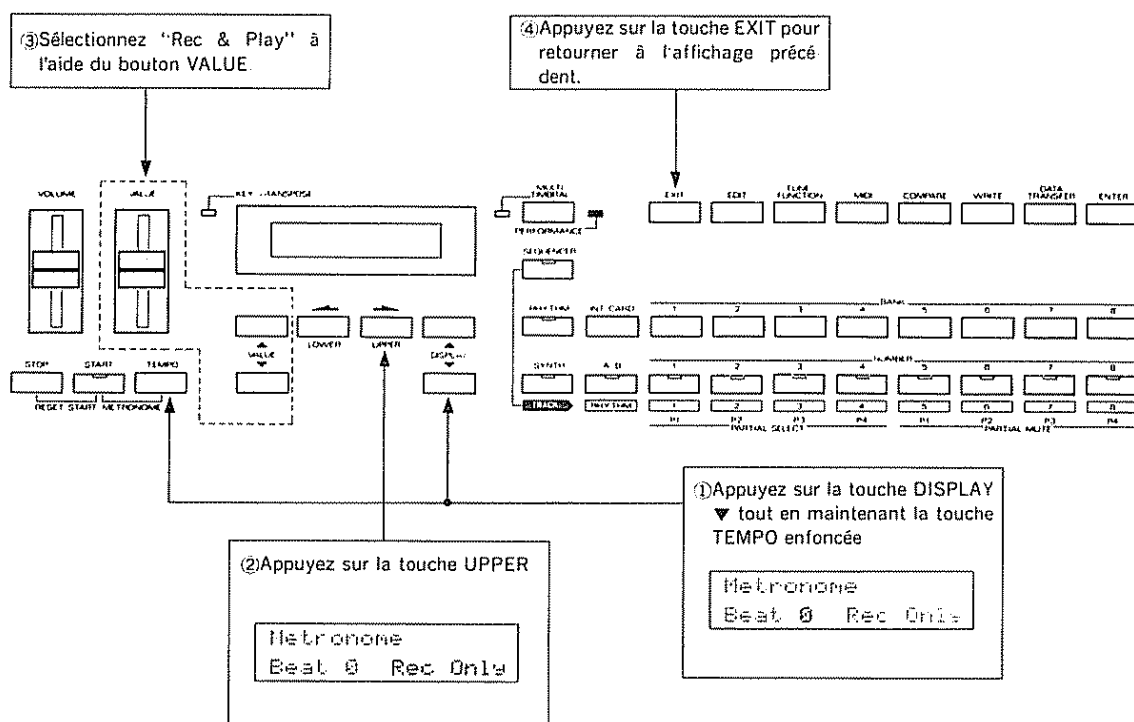 ③Sélectionnez "Rec & Play" à
l'aide du bouton VALUE.
④Appuyez sur la touche EXIT pour
retourner à l'affichage précé-
dent.
VOLUME VALUE KEY TRANSPOSE MULTI TIMBRAL EXIT EDIT TUNE FUNCTION MIDI COMPARE WRITE DATA TRANSFER ENTER
PERFORMANCE
SEQUENCER
RHYTHM INT CARD BANK
1 2 3 4 5 6 7 8
VALUE LOWER UPPER DISPLAY
STOP START TEMPO
RESET START METRONOME
SYNTH NUMBER
1 2 3 4 5 6 7 8
TRACK RHYTHM 1 2 3 4 5 6 7 8
P1 P2 P3 P4 P1 P2 P3 P4
PARTIAL SELECT PARTIAL MUTE
①Appuyez sur la touche DISPLAY
▼ tout en maintenant la touche
TEMPO enfoncée
Metronome
Beat 0 Rec Only
②Appuyez sur la touche UPPER
Metronome
Beat 0 Rec Only